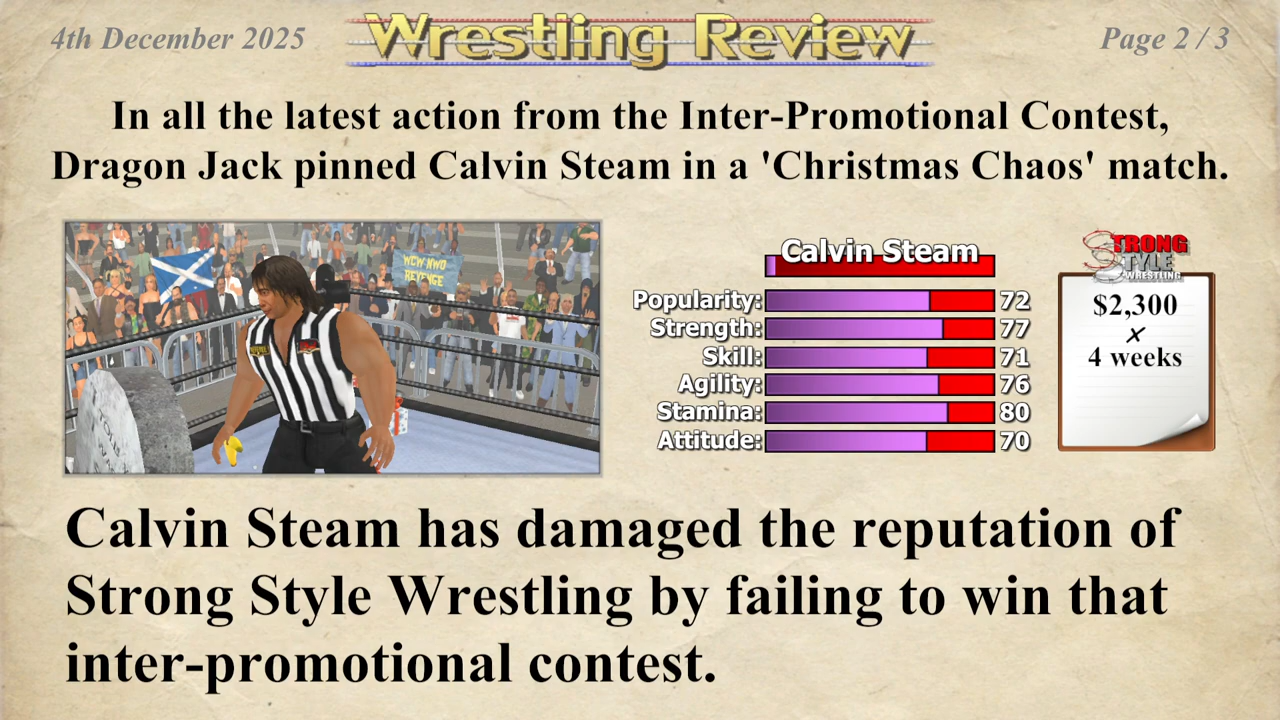 4th December 2025
Wrestling Review
Page 2 / 3
In all the latest action from the Inter-Promotional Contest,
Dragon Jack pinned Calvin Steam in a 'Christmas Chaos' match.
WCW NWO
REVENGE
Calvin Steam
Popularity: 72
Strength: 77
Skill: 71
Agility: 76
Stamina: 80
Attitude: 70
STRONG
STYLE
WRESTLING
$2,300
×
4 weeks
Calvin Steam has damaged the reputation of
Strong Style Wrestling by failing to win that
inter-promotional contest.